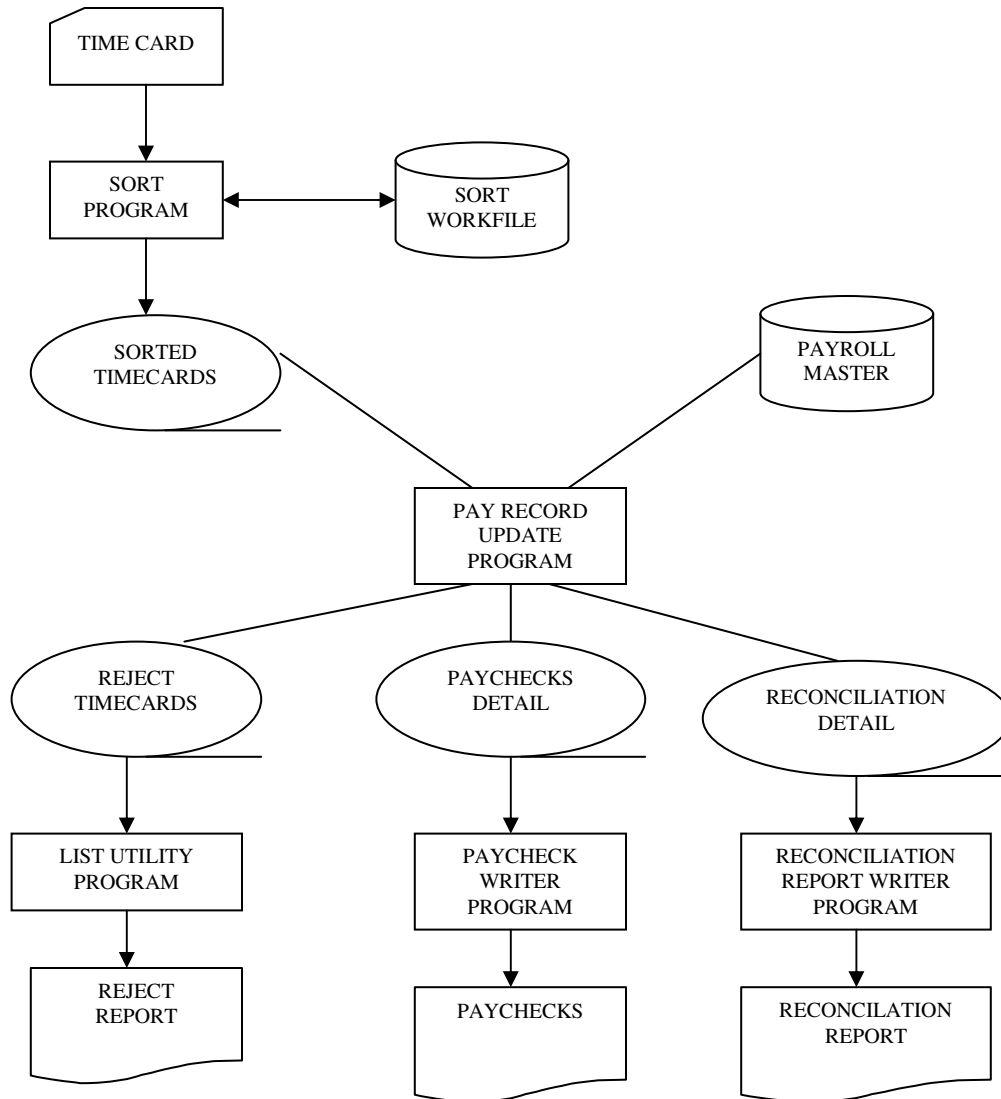 TIME CARD
SORT
PROGRAM
SORT
WORKFILE
SORTED
TIMECARDS
PAYROLL
MASTER
PAY RECORD
UPDATE
PROGRAM
REJECT
TIMECARDS
PAYCHECKS
DETAIL
RECONCILIATION
DETAIL
LIST UTILITY
PROGRAM
PAYCHECK
WRITER
PROGRAM
RECONCILIATION
REPORT WRITER
PROGRAM
REJECT
REPORT
PAYCHECKS
RECONCILATION
REPORT